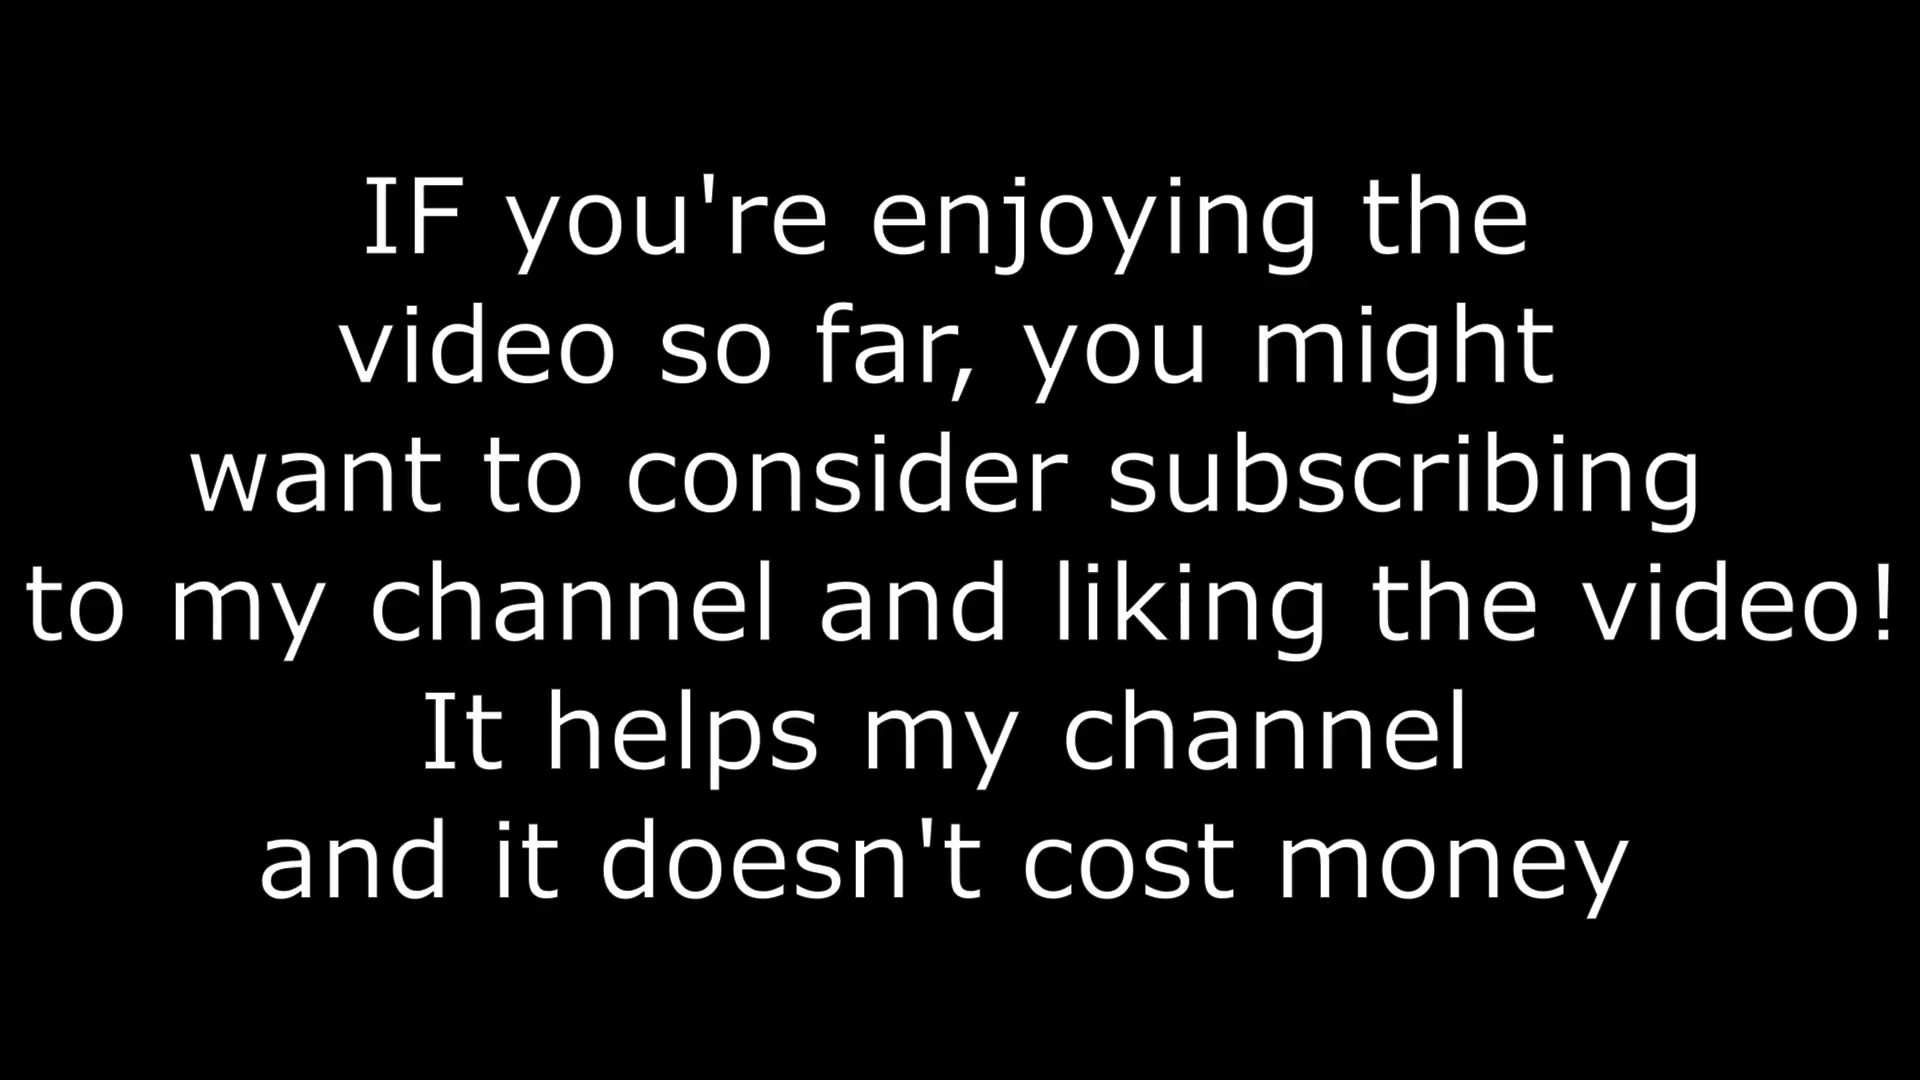 IF you're enjoying the
video so far, you might
want to consider subscribing
to my channel and liking the video!
It helps my channel
and it doesn't cost money